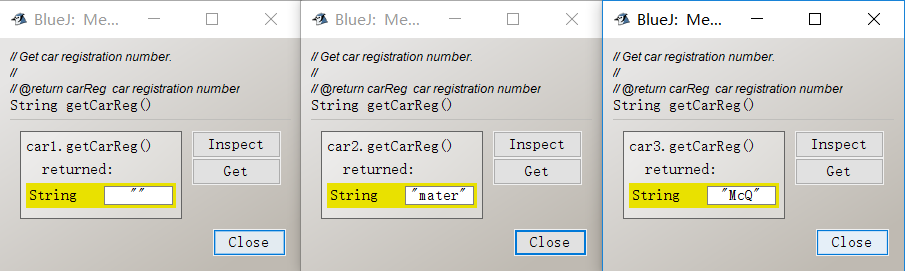 BlueJ: Me...
// Get car registration number.
//
// @return carReg car registration number
String getCarReg()
car1.getCarReg()
returned:
String ""
Inspect
Get
Close
BlueJ: Me...
// Get car registration number.
//
// @return carReg car registration number
String getCarReg()
car2.getCarReg()
returned:
String "mater"
Inspect
Get
Close
BlueJ: Me...
// Get car registration number.
//
// @return carReg car registration number
String getCarReg()
car3.getCarReg()
returned:
String "McQ"
Inspect
Get
Close